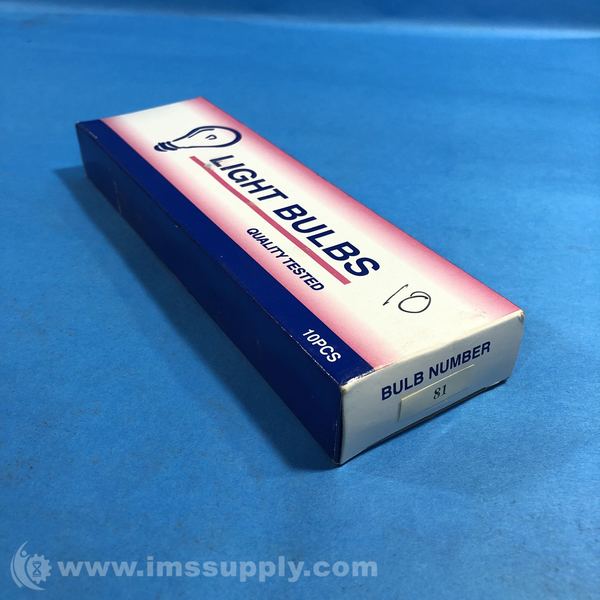 LIGHT BULBS
QUALITY TESTED
10
10PCS
BULB NUMBER
81
www.imssupply.com